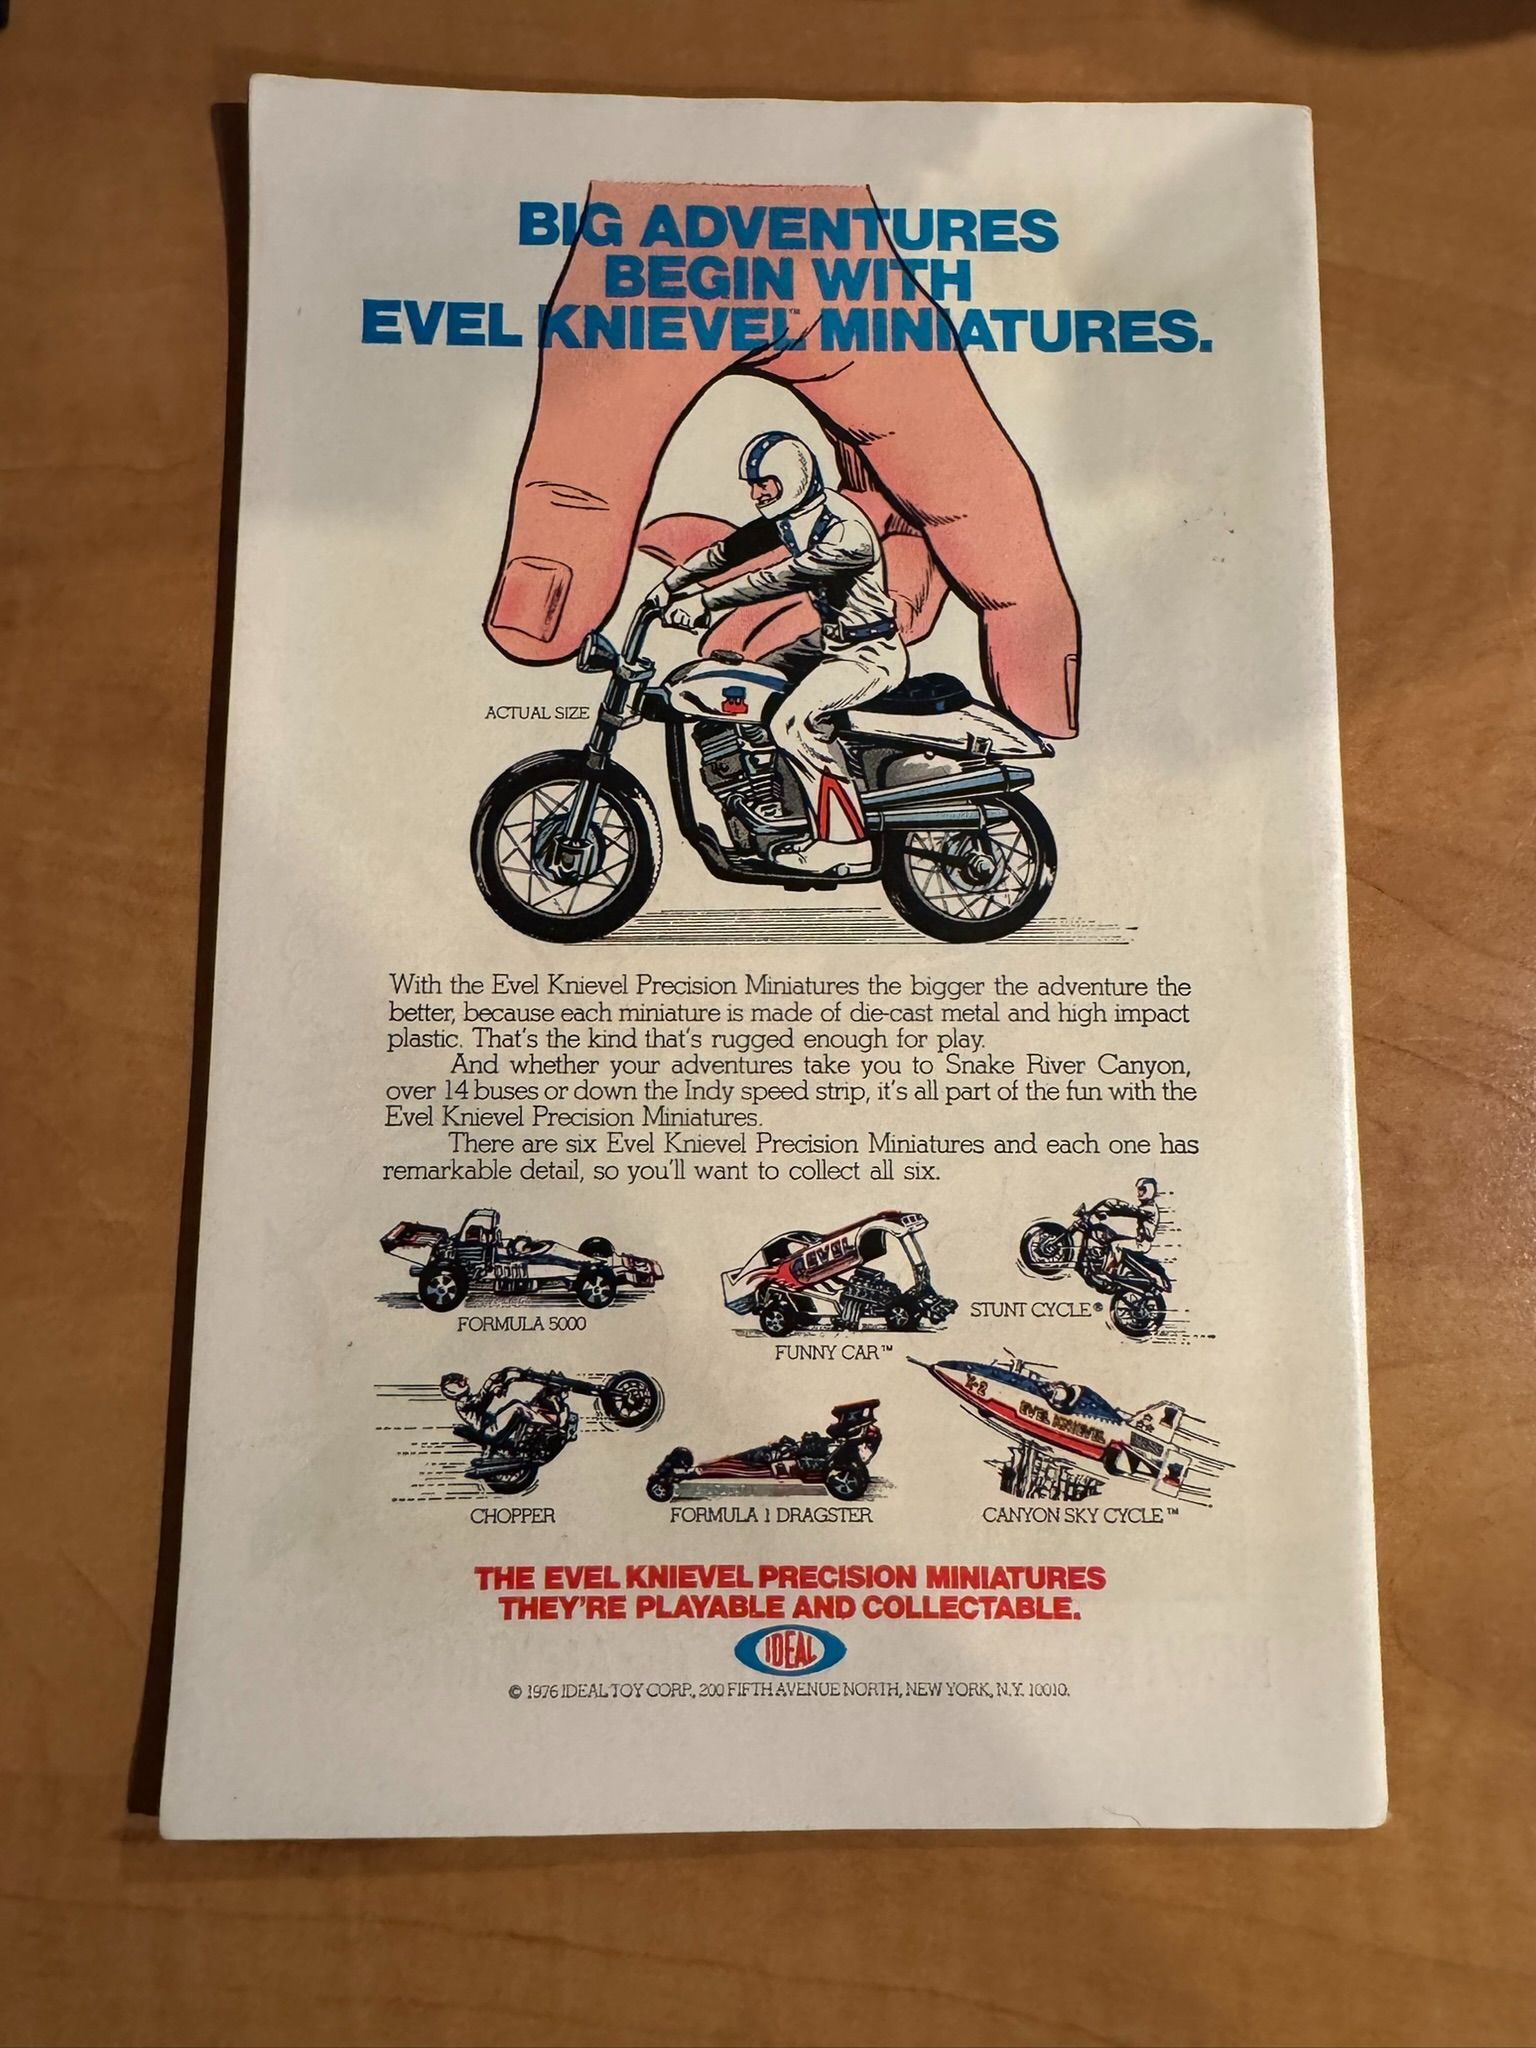 BIG ADVENTURES
BEGIN WITH
EVEL KNIEVEL™ MINIATURES.
ACTUAL SIZE
With the Evel Knievel Precision Miniatures the bigger the adventure the
better, because each miniature is made of die-cast metal and high impact
plastic. That's the kind that's rugged enough for play.
And whether your adventures take you to Snake River Canyon,
over 14 buses or down the Indy speed strip, it's all part of the fun with the
Evel Knievel Precision Miniatures.
There are six Evel Knievel Precision Miniatures and each one has
remarkable detail, so you'll want to collect all six.
EVEL
FORMULA 5000
STUNT CYCLE®
FUNNY CAR™
X-2
EVEL KNIEVEL
CHOPPER
FORMULA 1 DRAGSTER
CANYON SKY CYCLE™
THE EVEL KNIEVEL PRECISION MINIATURES
THEY'RE PLAYABLE AND COLLECTABLE.
IDEAL
© 1976 IDEAL TOY CORP., 200 FIFTH AVENUE NORTH, NEW YORK, N.Y. 10010.